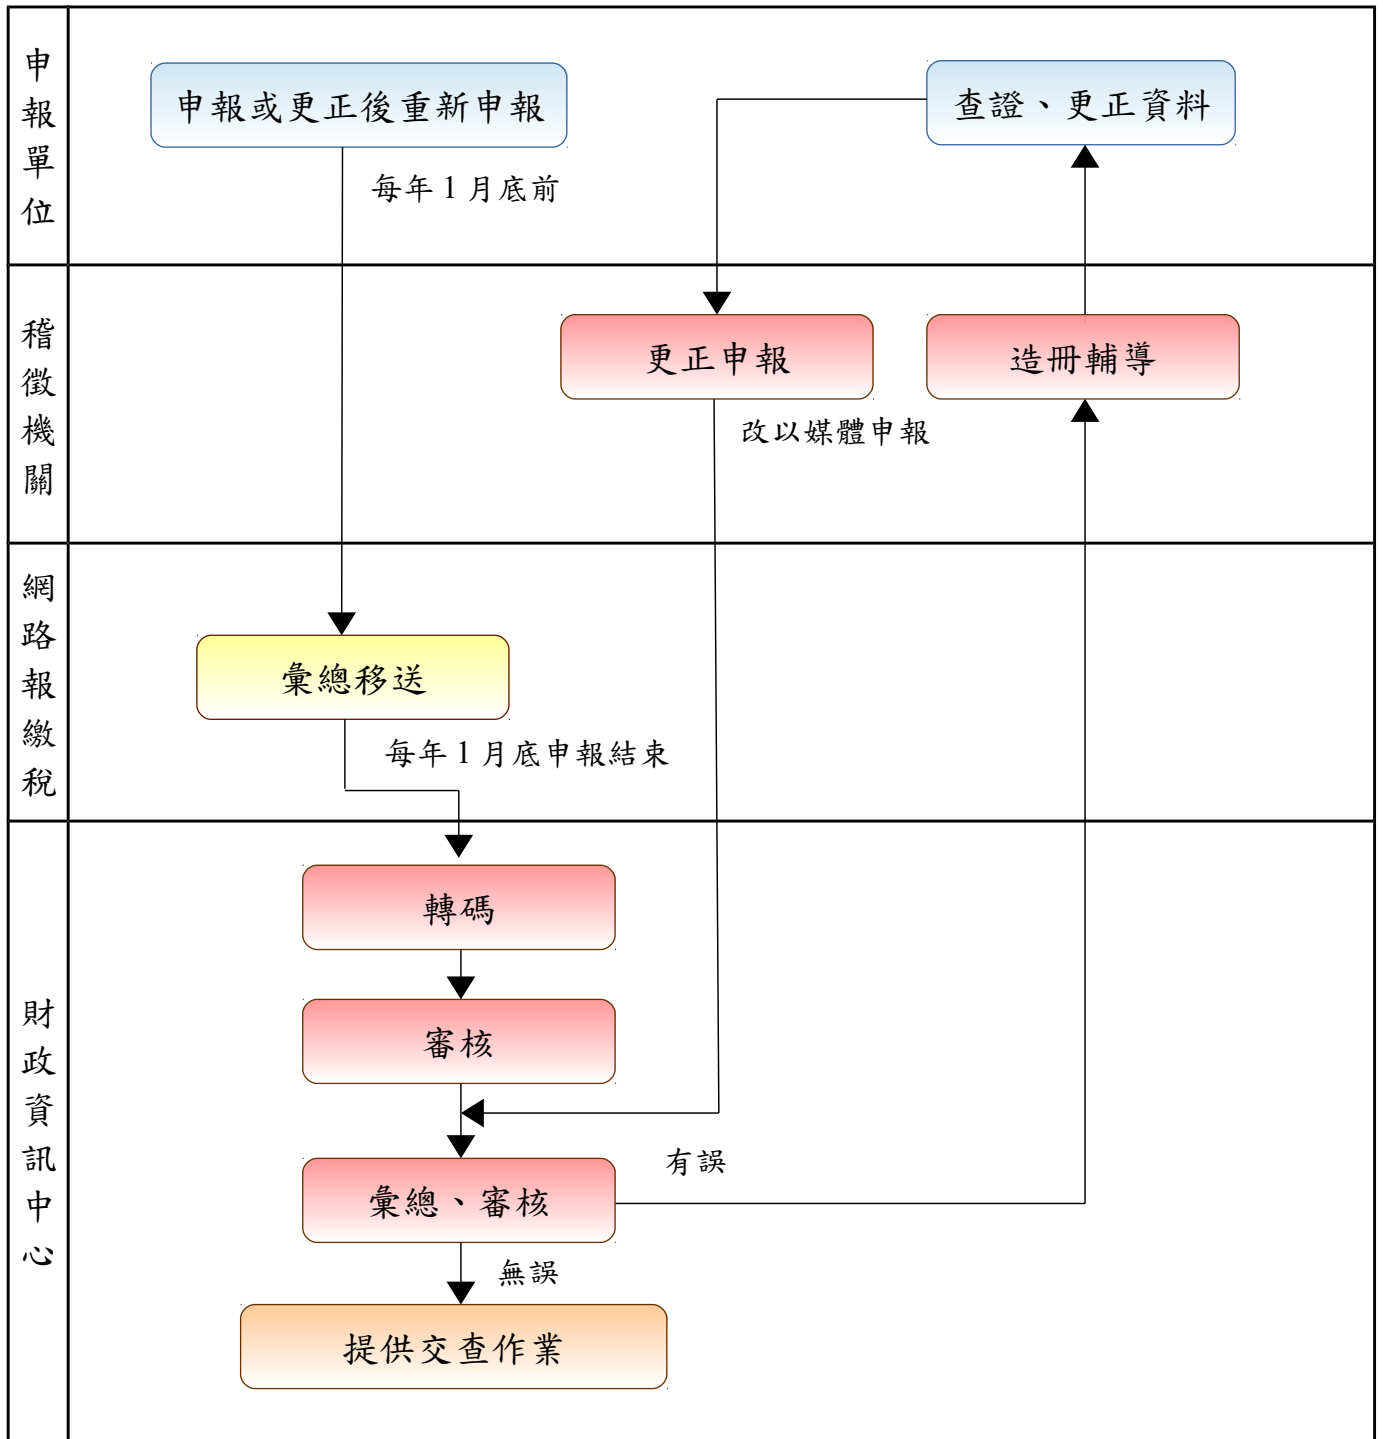 申報單位
申報或更正後重新申報
查證、更正資料
每年1月底前
稽徵機關
更正申報
造冊輔導
改以媒體申報
網路報繳稅
彙總移送
每年1月底申報結束
財政資訊中心
轉碼
審核
有誤
彙總、審核
無誤
提供交查作業